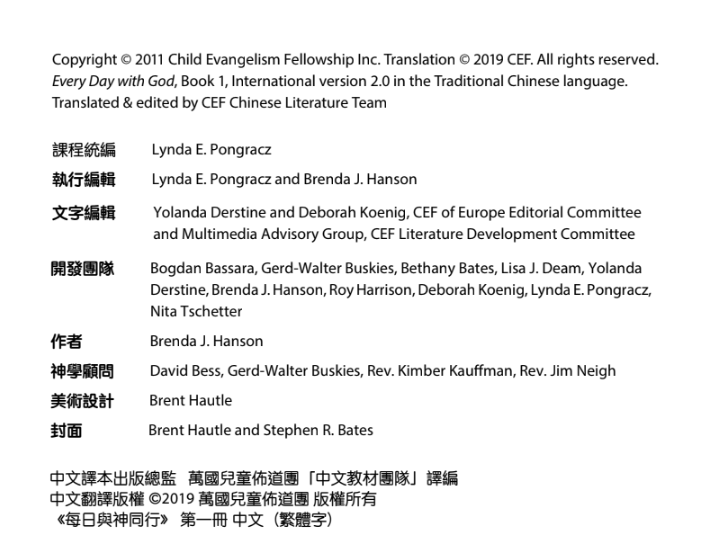 Copyright © 2011 Child Evangelism Fellowship Inc. Translation © 2019 CEF. All rights reserved.
Every Day with God, Book 1, International version 2.0 in the Traditional Chinese language.
Translated & edited by CEF Chinese Literature Team
課程統編 Lynda E. Pongracz
執行編輯 Lynda E. Pongracz and Brenda J. Hanson
文字編輯 Yolanda Derstine and Deborah Koenig, CEF of Europe Editorial Committee
and Multimedia Advisory Group, CEF Literature Development Committee
開發團隊 Bogdan Bassara, Gerd-Walter Buskies, Bethany Bates, Lisa J. Deam, Yolanda
Derstine, Brenda J. Hanson, Roy Harrison, Deborah Koenig, Lynda E. Pongracz,
Nita Tschetter
作者 Brenda J. Hanson
神學顧問 David Bess, Gerd-Walter Buskies, Rev. Kimber Kauffman, Rev. Jim Neigh
美術設計 Brent Hautle
封面 Brent Hautle and Stephen R. Bates
中文譯本出版總監 萬國兒童佈道團「中文教材團隊」譯編
中文翻譯版權 ©2019 萬國兒童佈道團 版權所有
《每日與神同行》 第一冊 中文（繁體字）